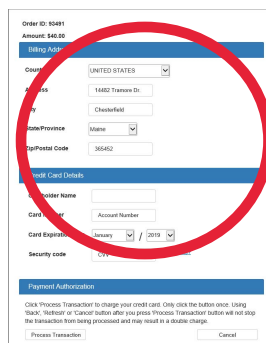 Order ID: 93491
Amount: $40.00
Billing Addr
Count UNITED STATES
A ess 14482 Tramore Dr.
ty Chesterfield
State/Province Maine
Zip/Postal Code 365452
redit Card Details
holder Name
Card mber Account Number
Card Expiration January / 2019
Security code CVV
Payment Authorization
Click 'Process Transaction' to charge your credit card. Only click the button once. Using
'Back', 'Refresh' or 'Cancel' button after you press 'Process Transaction' button will not stop
the transaction from being processed and may result in a double charge.
Process Transaction Cancel